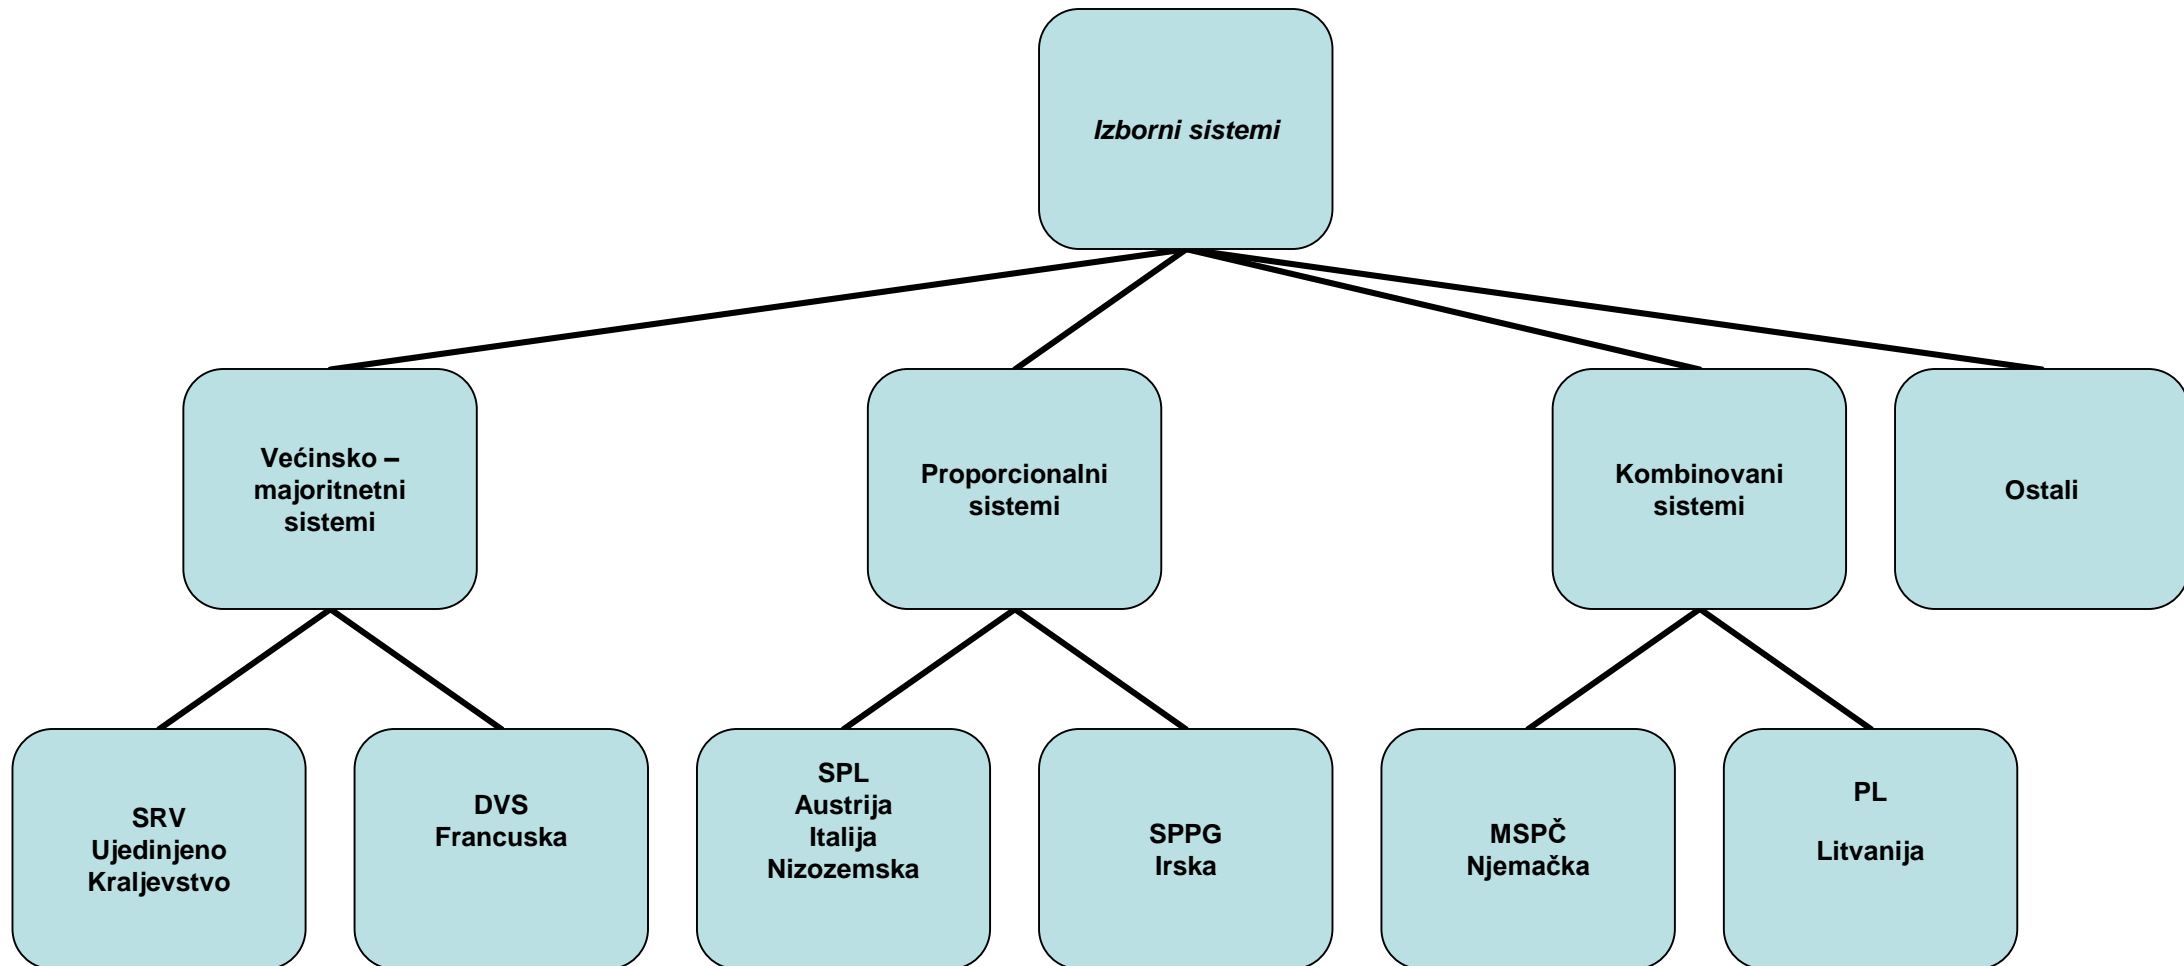 Izborni sistemi
Većinsko –
majoritnetni
sistemi
Proporcionalni
sistemi
Kombinovani
sistemi
Ostali
SRV
Ujedinjeno
Kraljevstvo
DVS
Francuska
SPL
Austrija
Italija
Nizozemska
SPPG
Irska
MSPČ
Njemačka
PL
Litvanija